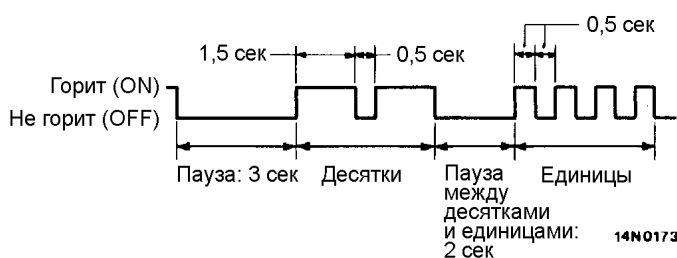 0,5 сек
1,5 сек
0,5 сек
Горит (ON)
Не горит (OFF)
Пауза: 3 сек
Десятки
Пауза
между
десятками
и единицами:
2 сек
Единицы
14N0173